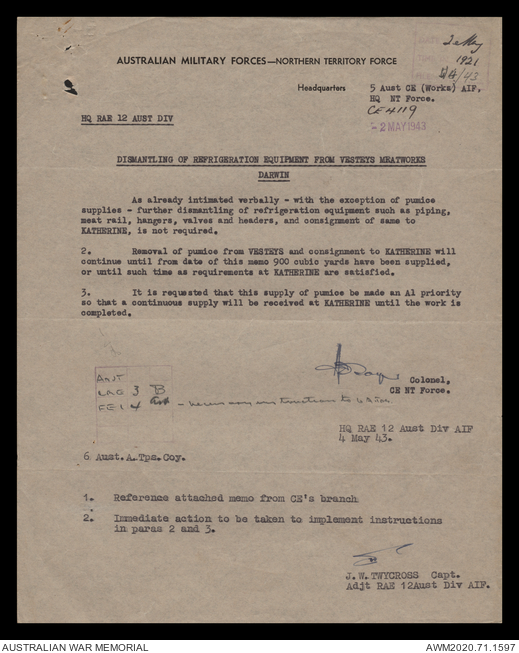 2 May
1921
AUSTRALIAN MILITARY FORCES—NORTHERN TERRITORY FORCE
/43
Headquarters 5 Aust CE (Works) AIF,
HQ NT Force.
CE 4119
HQ RAE 12 AUST DIV
2 MAY 1943
DISMANTLING OF REFRIGERATION EQUIPMENT FROM VESTEYS MEATWORKS
DARWIN
As already intimated verbally - with the exception of pumice
supplies - further dismantling of refrigeration equipment such as piping,
meat rail, hangers, valves and headers, and consignment of same to
KATHERINE, is not required.
2. Removal of pumice from VESTEYS and consignment to KATHERINE will
continue until from date of this memo 900 cubic yards have been supplied,
or until such time as requirements at KATHERINE are satisfied.
3. It is requested that this supply of pumice be made an A1 priority
so that a continuous supply will be received at KATHERINE until the work is
completed.
Colonel,
CE NT Force.
ADJT
3 B
4 - necessary instructions to
HQ RAE 12 Aust Div AIF
4 May 43.
6 Aust.A.Tps.Coy.
1. Reference attached memo from CE's branch
2. Immediate action to be taken to implement instructions
in paras 2 and 3.
J.W.TWYCROSS Capt.
Adjt RAE 12Aust Div AIF.
AUSTRALIAN WAR MEMORIAL AWM2020.71.1597